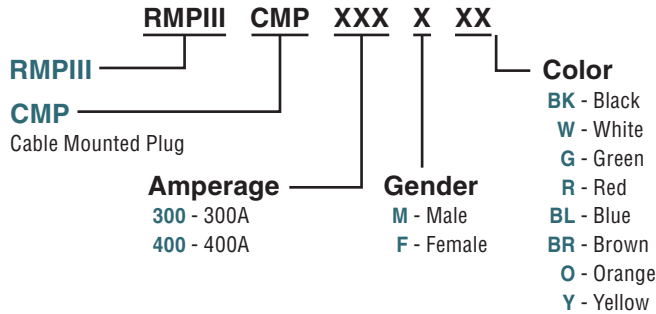 RMPIII CMP XXX X XX
RMPIII
CMP
Cable Mounted Plug
Amperage
300 - 300A
400 - 400A
Gender
M - Male
F - Female
Color
BK - Black
W - White
G - Green
R - Red
BL - Blue
BR - Brown
O - Orange
Y - Yellow